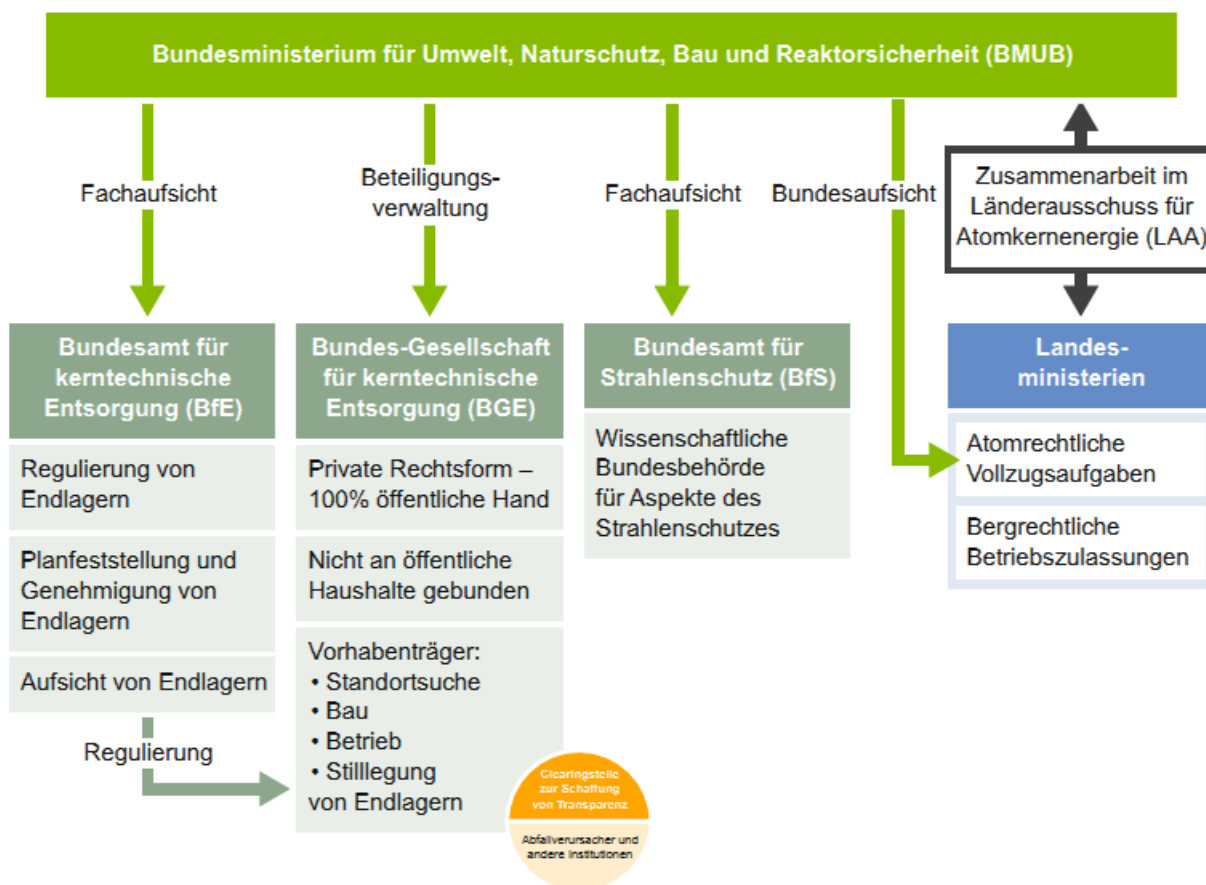 Bundesministerium für Umwelt, Naturschutz, Bau und Reaktorsicherheit (BMUB)
Fachaufsicht
Beteiligungs-
verwaltung
Fachaufsicht
Bundesaufsicht
Zusammenarbeit im
Länderausschuss für
Atomkernenergie (LAA)
Bundesamt für
kerntechnische
Entsorgung (BfE)
Regulierung von
Endlagern
Planfeststellung und
Genehmigung von
Endlagern
Aufsicht von Endlagern
Regulierung
Bundes-Gesellschaft
für kerntechnische
Entsorgung (BGE)
Private Rechtsform –
100% öffentliche Hand
Nicht an öffentliche
Haushalte gebunden
Vorhabenträger:
• Standortsuche
• Bau
• Betrieb
• Stilllegung
von Endlagern
Clearingstelle
zur Schaffung
von Transparenz
Abfallverursacher und
andere Institutionen
Bundesamt für
Strahlenschutz (BfS)
Wissenschaftliche
Bundesbehörde
für Aspekte des
Strahlenschutzes
Landes-
ministerien
Atomrechtliche
Vollzugsaufgaben
Bergrechtliche
Betriebszulassungen